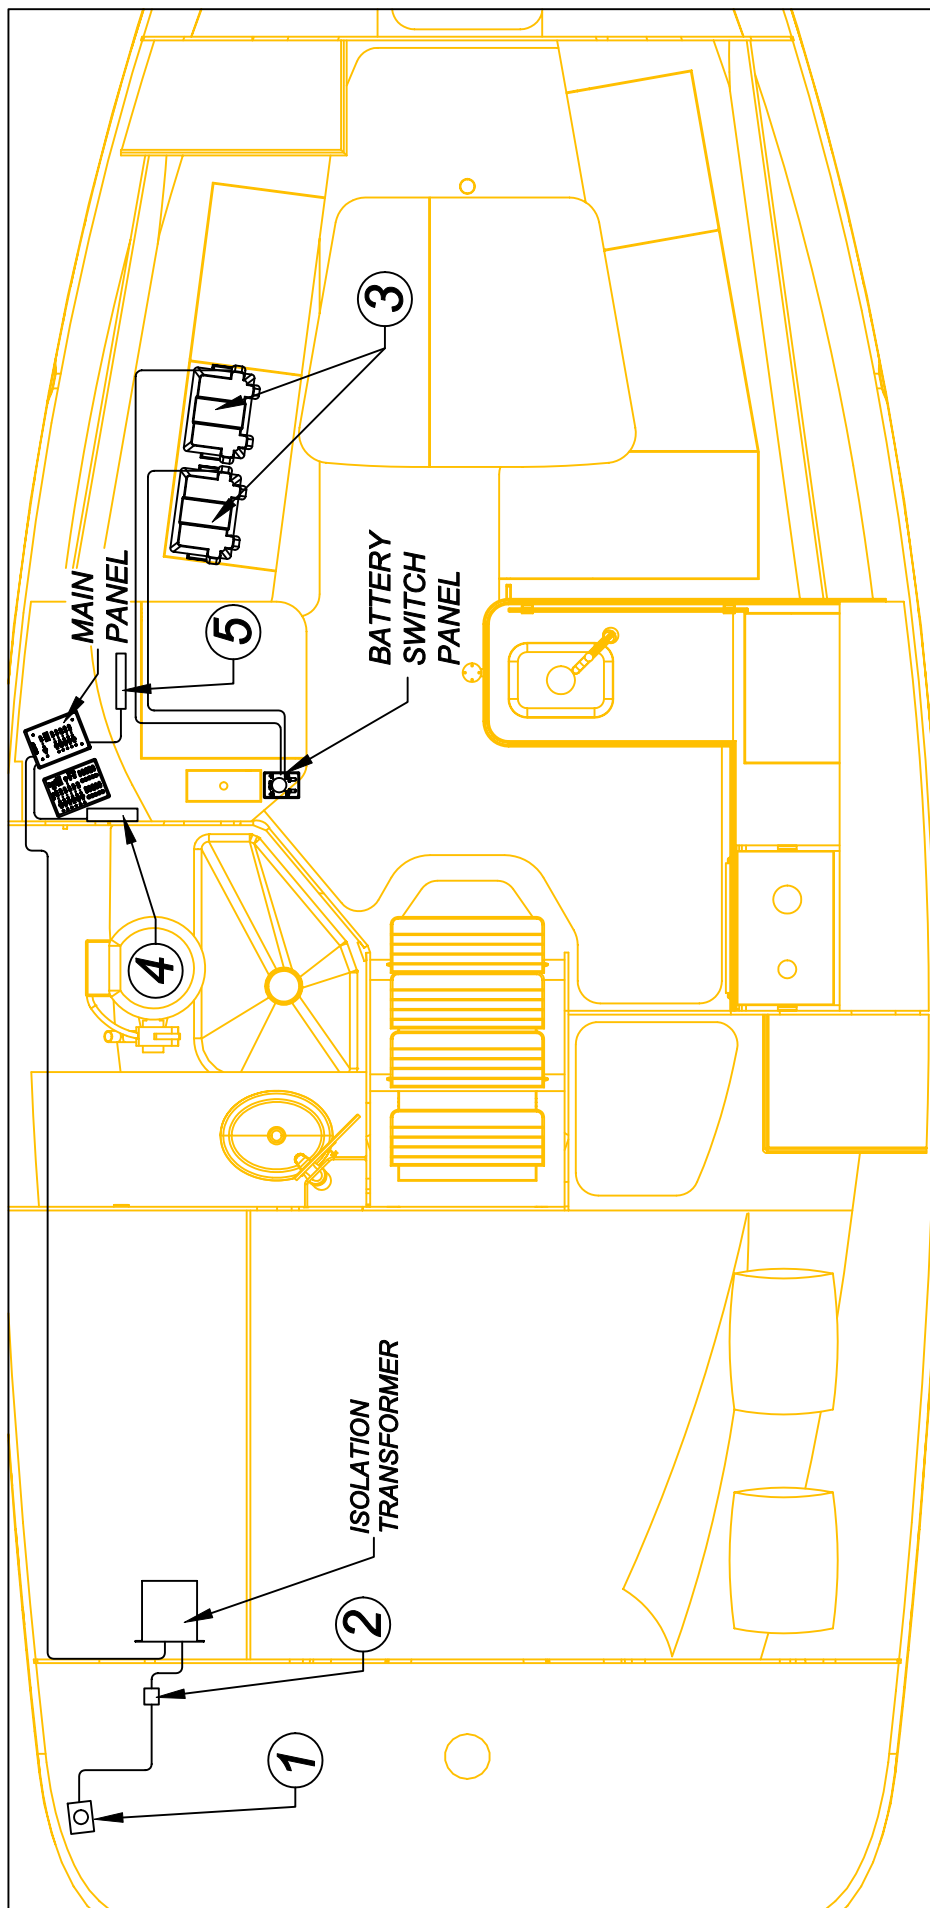 3
MAIN
PANEL
5
BATTERY
SWITCH
PANEL
4
ISOLATION
TRANSFORMER
2
1